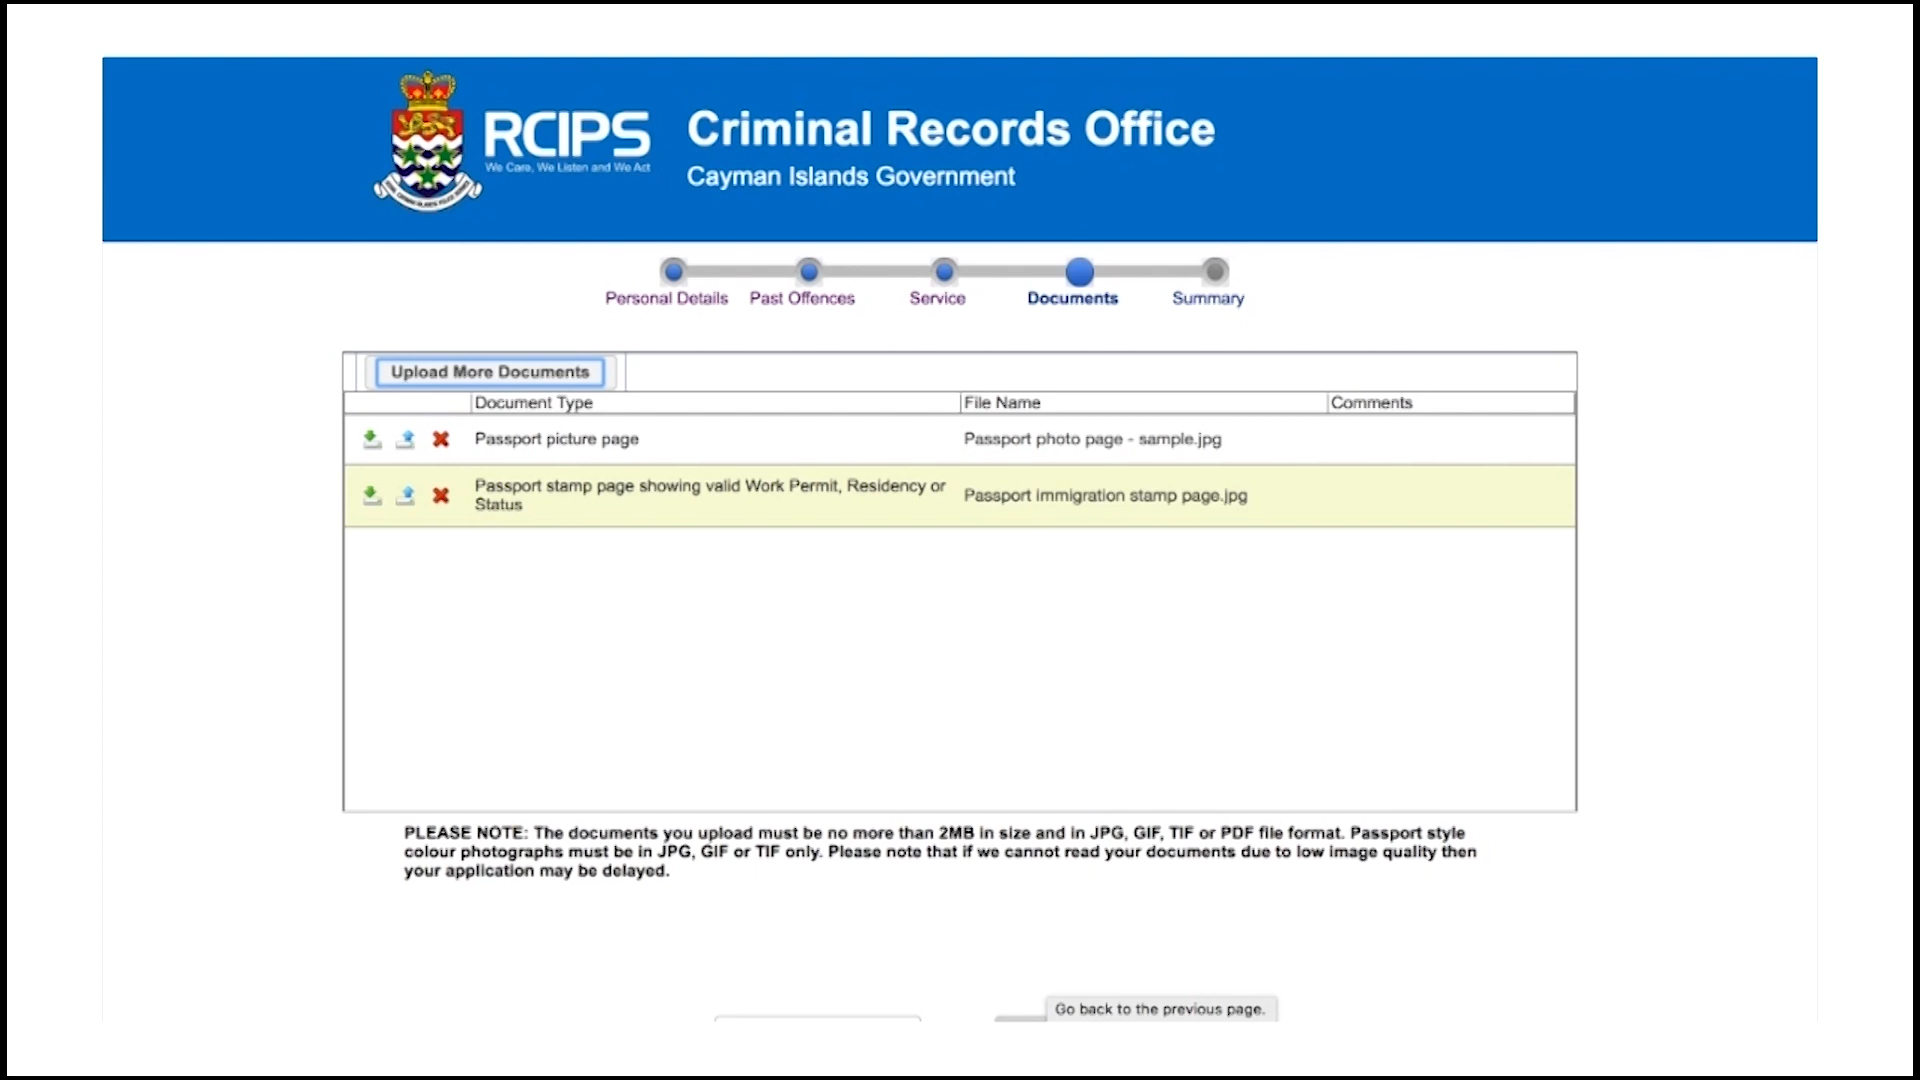 RCIPS
We Care, We Listen and We Act
Criminal Records Office
Cayman Islands Government
Personal Details Past Offences Service Documents Summary
Upload More Documents
Document Type File Name Comments
Passport picture page Passport photo page - sample.jpg
Passport stamp page showing valid Work Permit, Residency or
Status
Passport immigration stamp page.jpg
PLEASE NOTE: The documents you upload must be no more than 2MB in size and in JPG, GIF, TIF or PDF file format. Passport style
colour photographs must be in JPG, GIF or TIF only. Please note that if we cannot read your documents due to low image quality then
your application may be delayed.
Go back to the previous page.